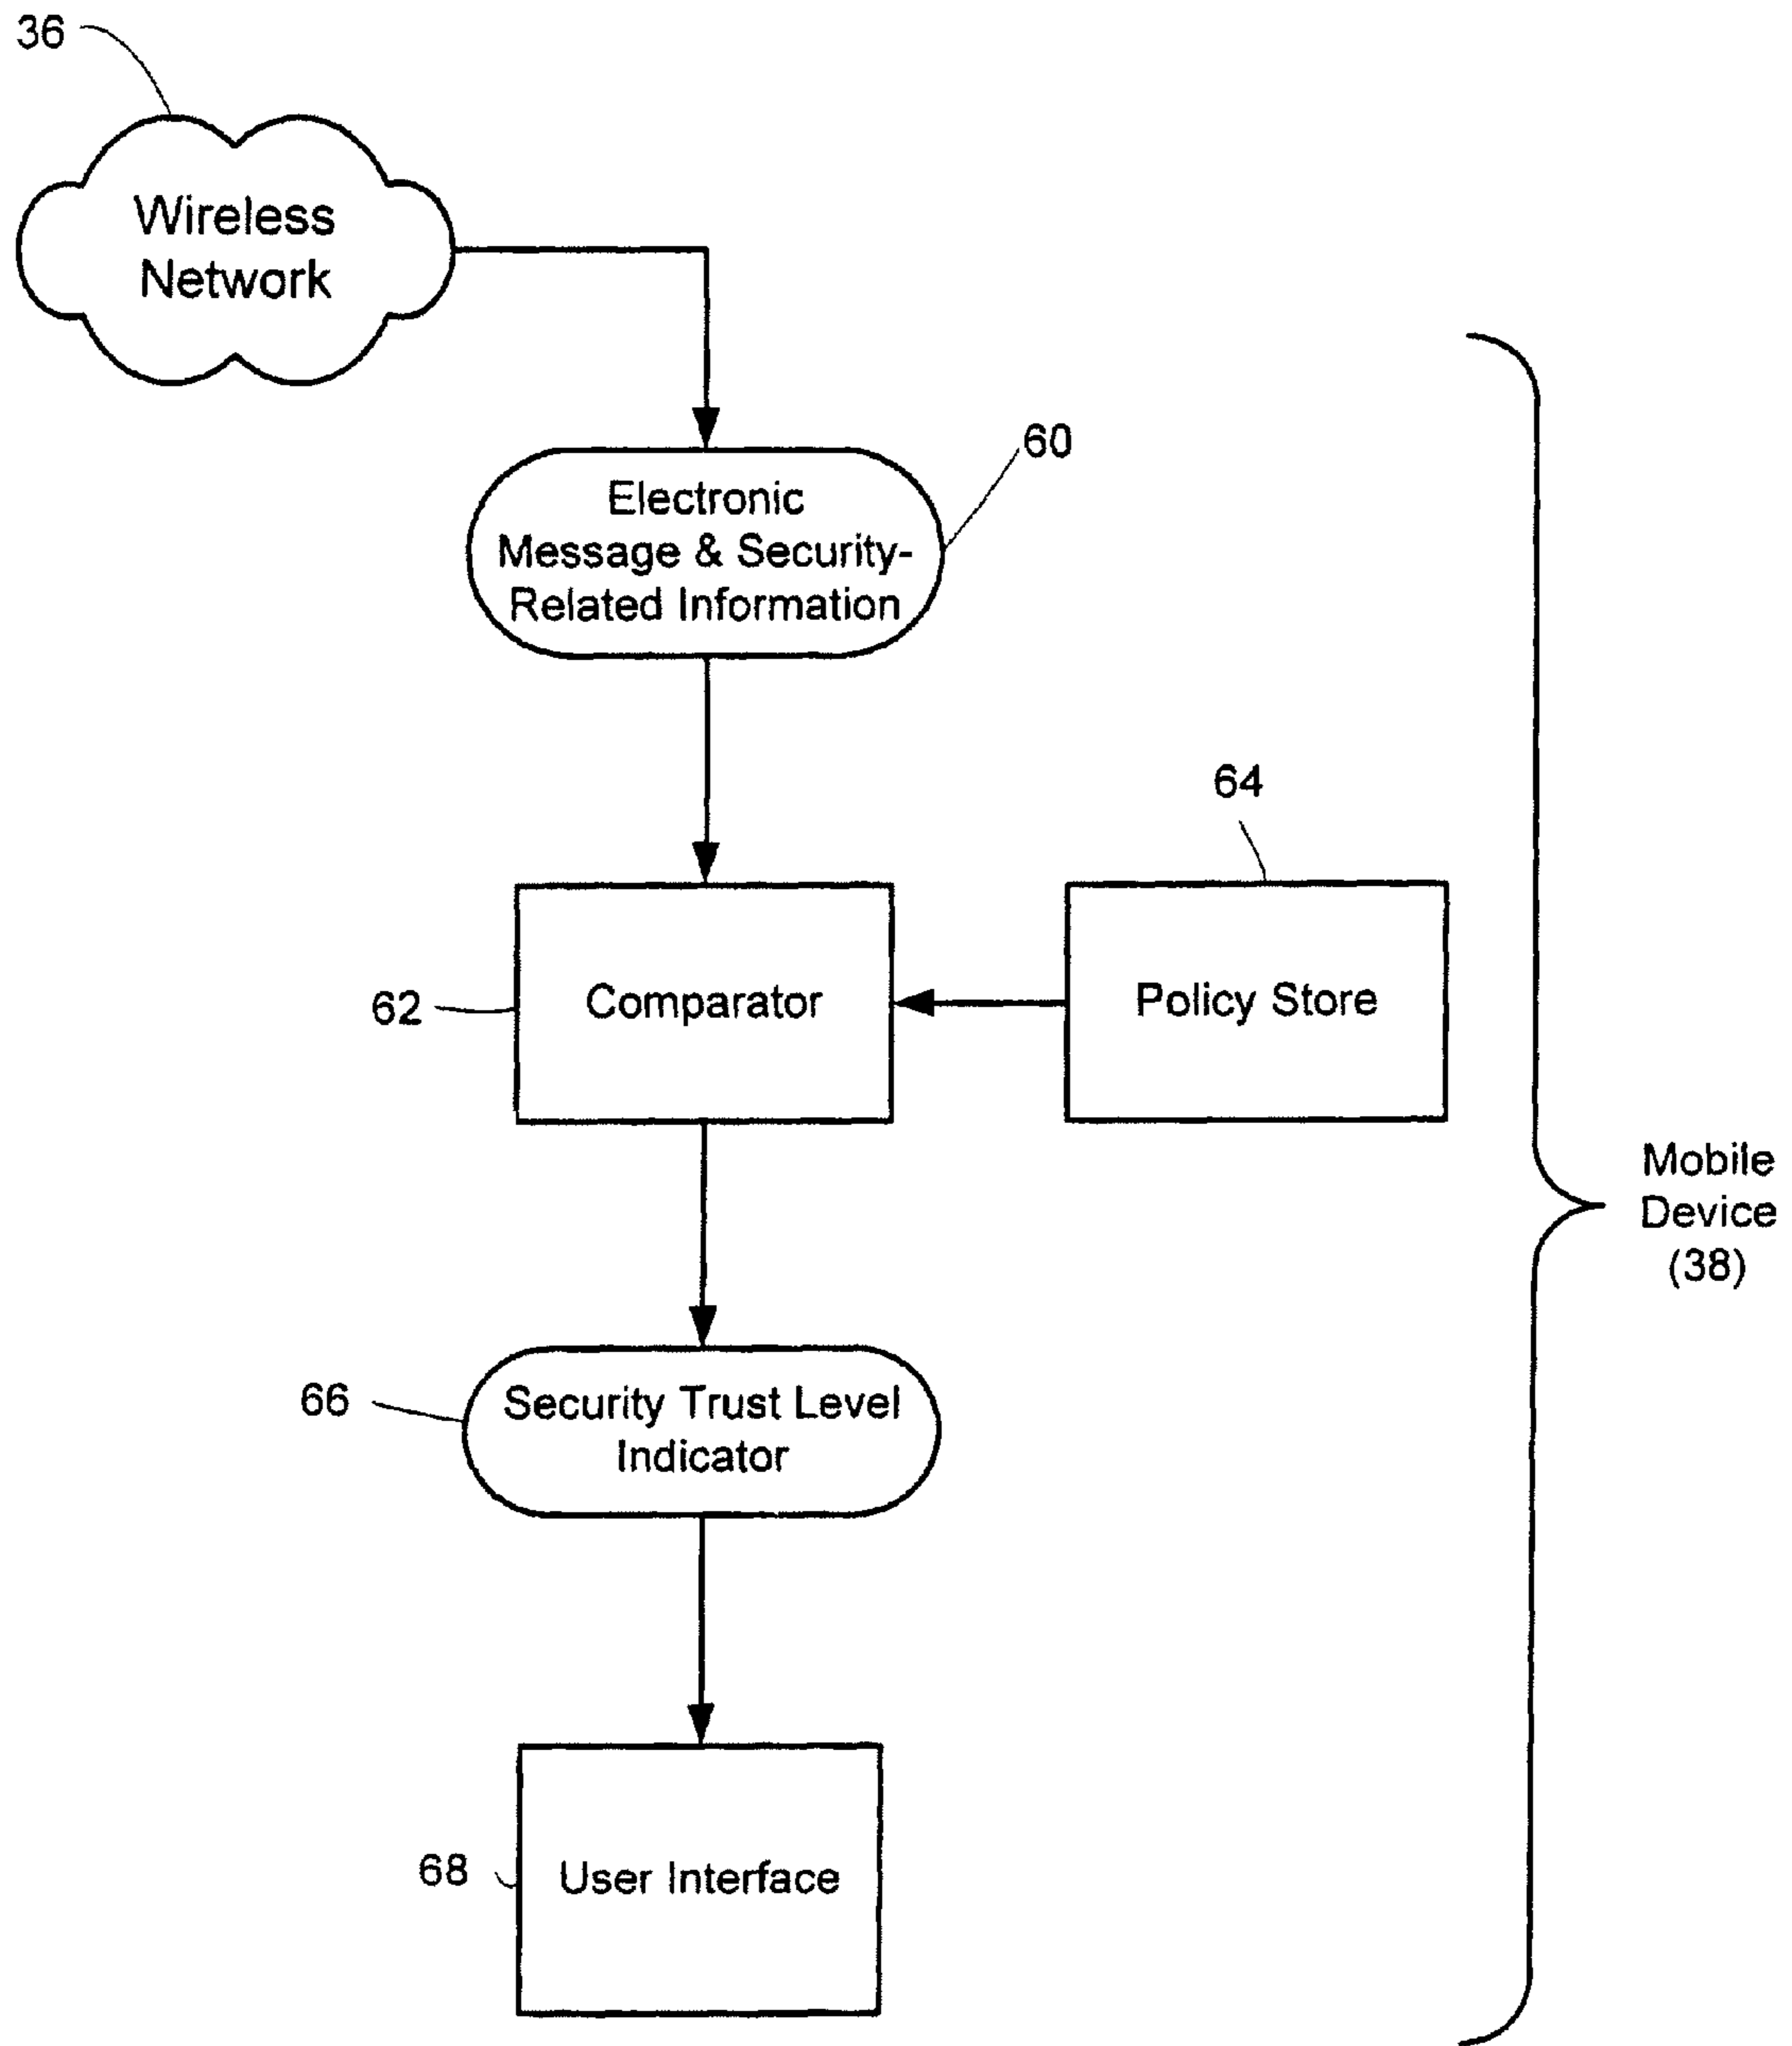 36
Wireless
Network
60
Electronic
Message & Security-
Related Information
64
62
Comparator
Policy Store
Mobile
Device
(38)
66
Security Trust Level
Indicator
68
User Interface